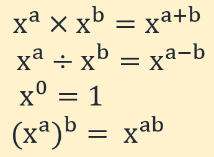 xᵃ × xᵇ = xᵃ⁺ᵇ
xᵃ ÷ xᵇ = xᵃ⁻ᵇ
x⁰ = 1
(xᵃ)ᵇ = xᵃᵇ